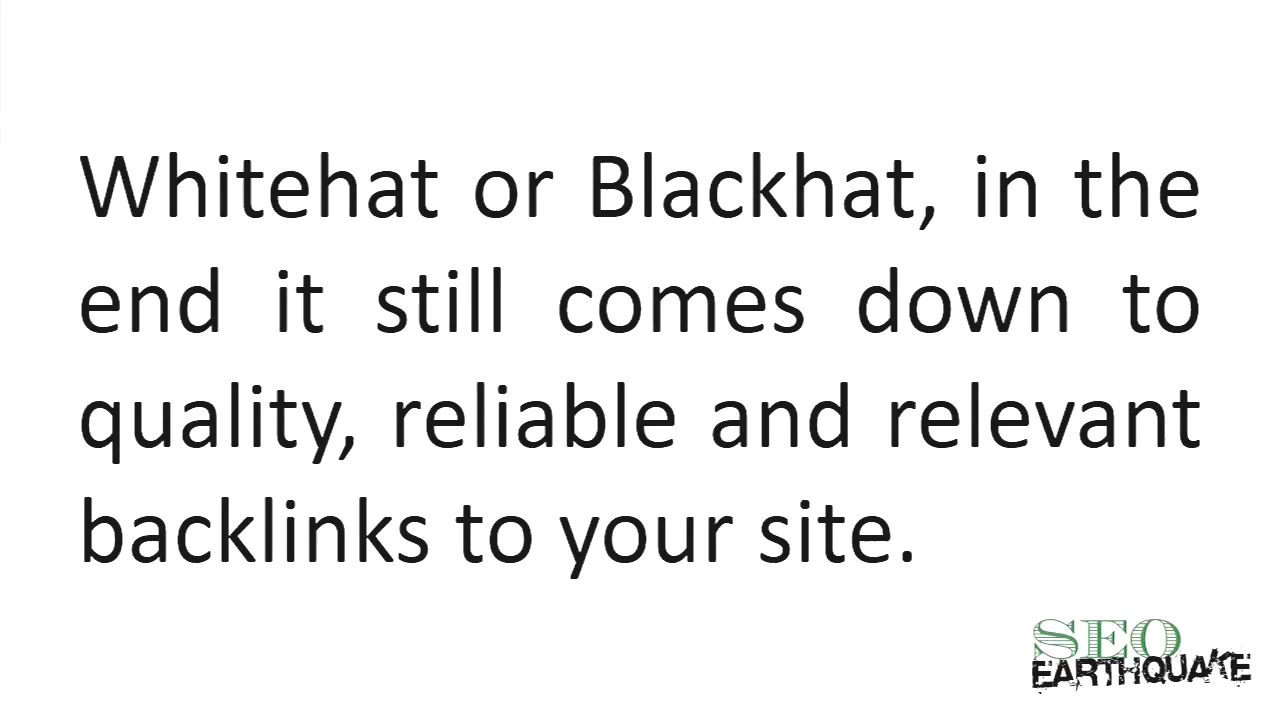 Whitehat or Blackhat, in the
end it still comes down to
quality, reliable and relevant
backlinks to your site.
SEO
EARTHQUAKE